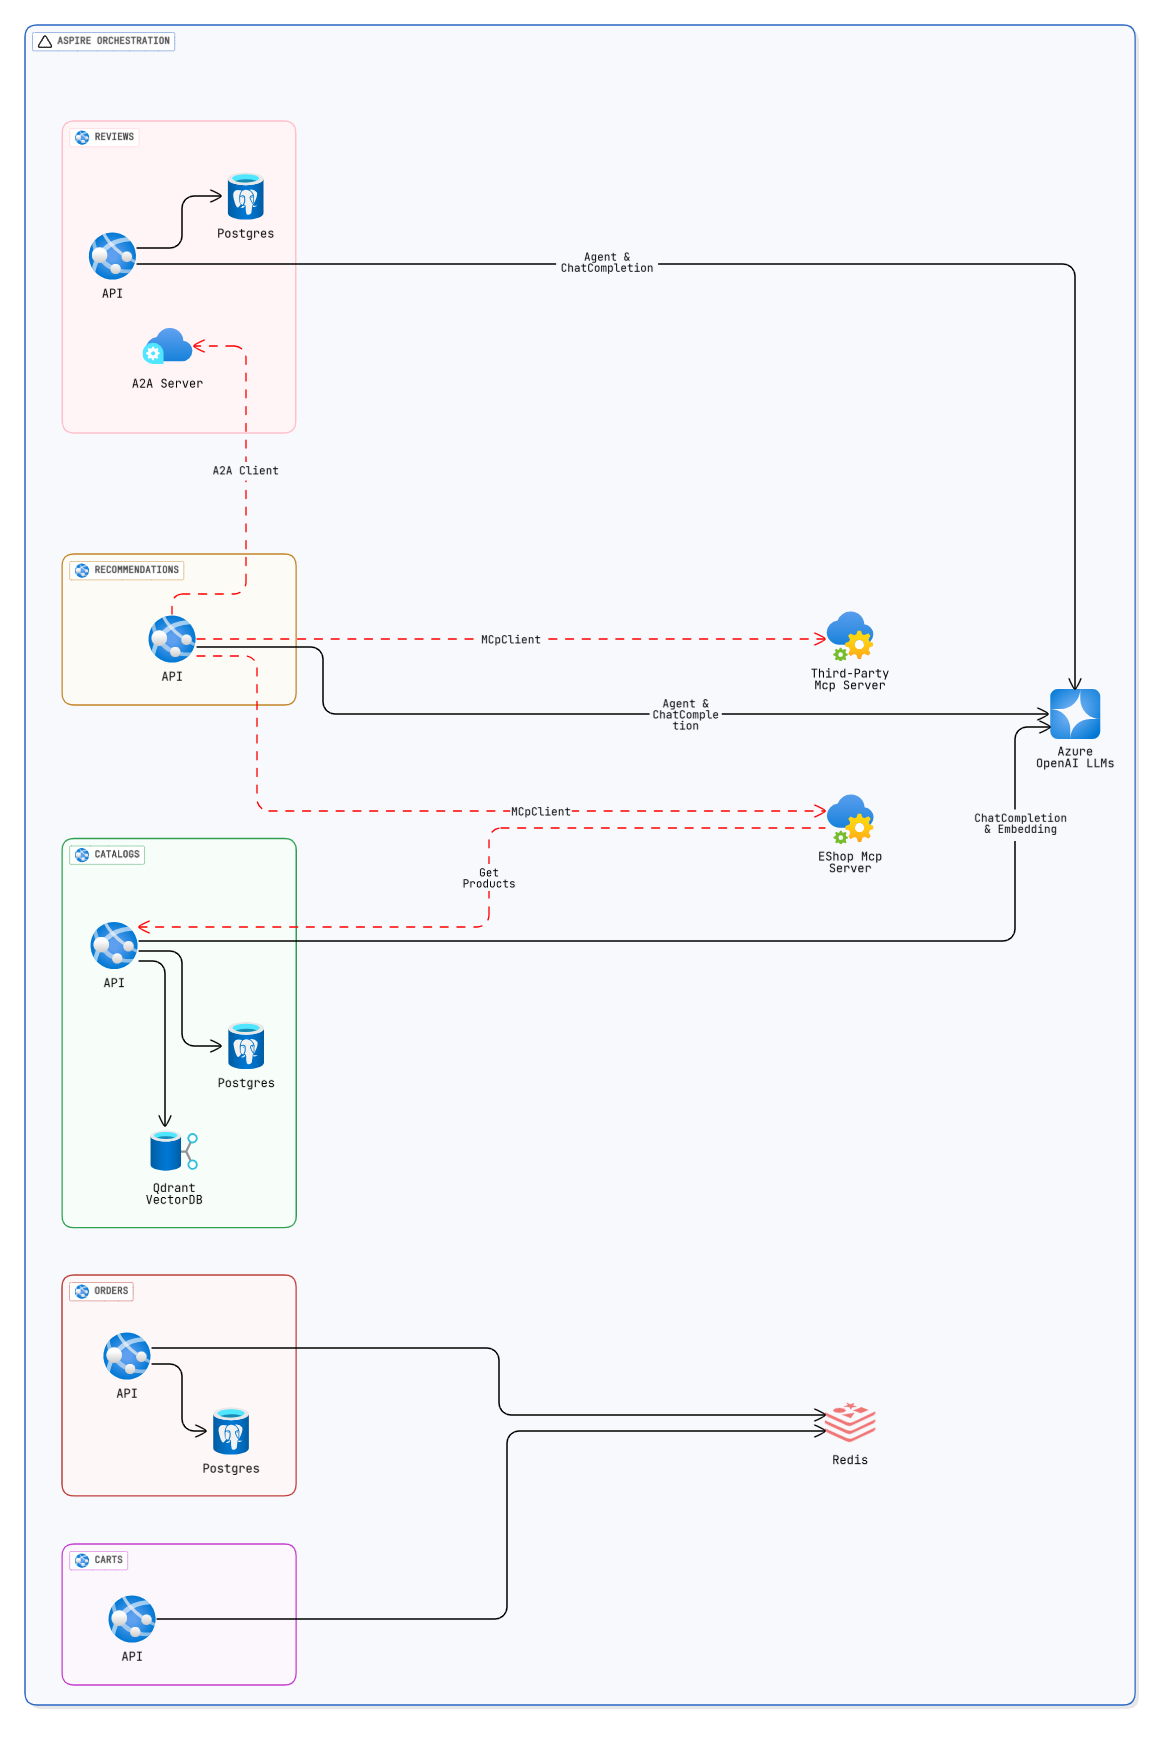 ASPIRE ORCHESTRATION
REVIEWS
Postgres
API
Agent &
ChatCompletion
A2A Server
A2A Client
RECOMMENDATIONS
API
MCpClient
Third-Party
Mcp Server
Agent &
ChatComple
tion
Azure
OpenAI LLMs
MCpClient
EShop Mcp
Server
ChatCompletion
& Embedding
Get
Products
CATALOGS
API
Postgres
Qdrant
VectorDB
ORDERS
API
Postgres
Redis
CARTS
API